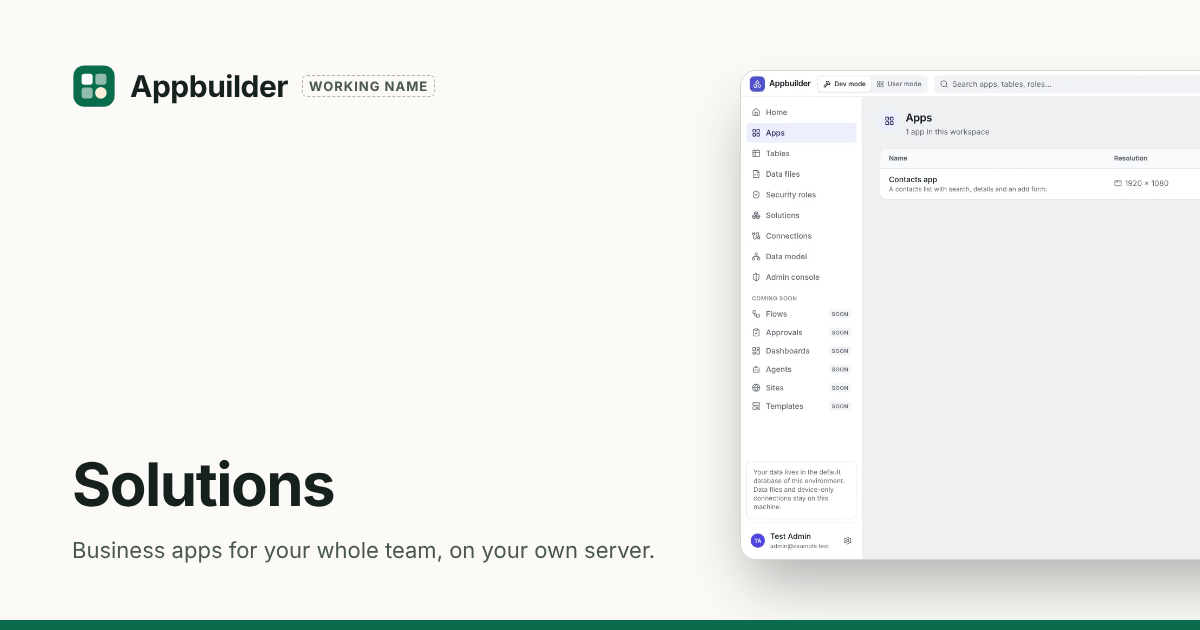 Appbuilder WORKING NAME
Solutions
Business apps for your whole team, on your own server.
Appbuilder Dev mode User mode Search apps, tables, roles...
Home
Apps
Tables
Data files
Security roles
Solutions
Connections
Data model
Admin console
COMING SOON
Flows SOON
Approvals SOON
Dashboards SOON
Agents SOON
Sites SOON
Templates SOON
Your data lives in the default
database of this environment.
Data files and device-only
connections stay on this
machine.
TA Test Admin
admin@example.test
Apps
1 app in this workspace
Name Resolution
Contacts app
A contacts list with search, details and an add form.
1920 × 1080